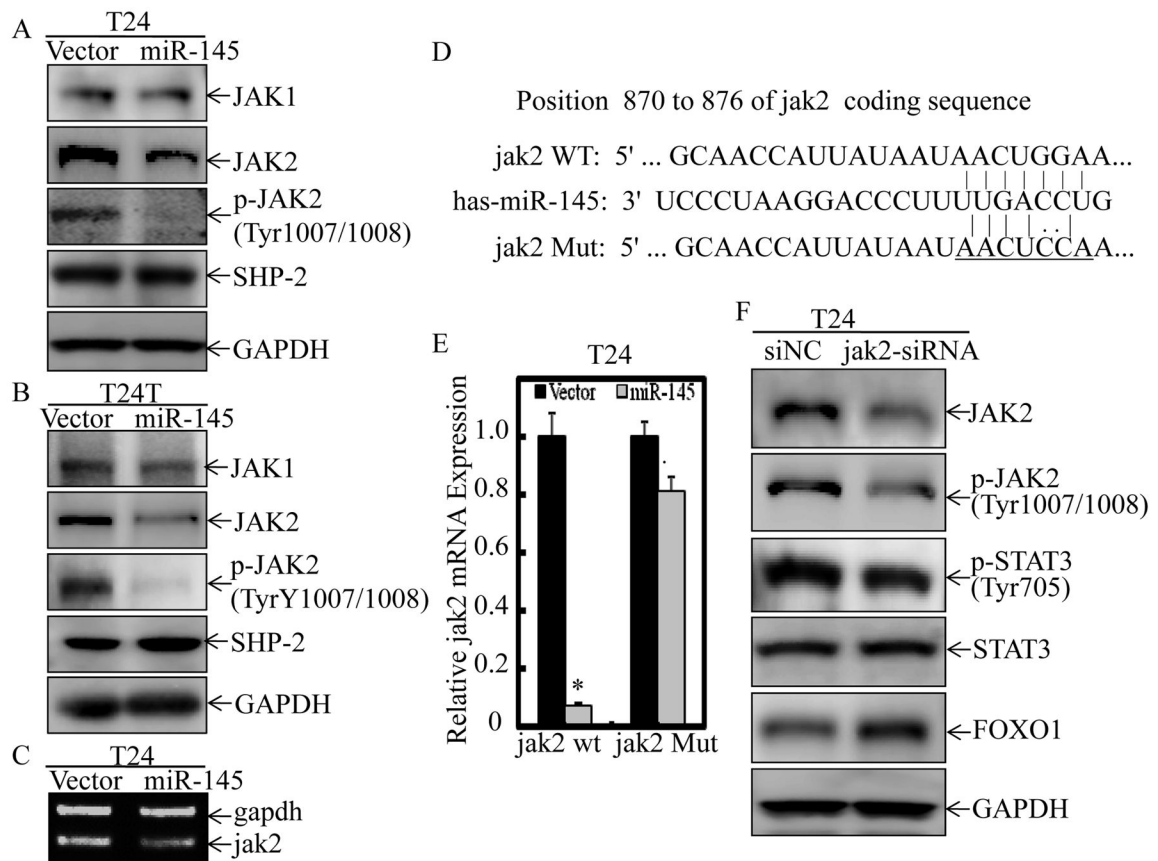 A
T24
Vector miR-145
JAK1
JAK2
p-JAK2
(Tyr1007/1008)
SHP-2
GAPDH
B
T24T
Vector miR-145
JAK1
JAK2
p-JAK2
(TyrY1007/1008)
SHP-2
GAPDH
C
T24
Vector miR-145
gapdh
jak2
D
Position 870 to 876 of jak2 coding sequence
jak2 WT: 5' ... GCAACCAUUAUAAUAACUGGAA...
has-miR-145: 3' UCCCUAAGGACCCUUUUGACCUG
jak2 Mut: 5' ... GCAACCAUUAUAAUAACUCCAA...
E
T24
Vector miR-145
Relative jak2 mRNA Expression
1.0
0.8
0.6
0.4
0.2
0
*
jak2 wt jak2 Mut
F
T24
siNC jak2-siRNA
JAK2
p-JAK2
(Tyr1007/1008)
p-STAT3
(Tyr705)
STAT3
FOXO1
GAPDH